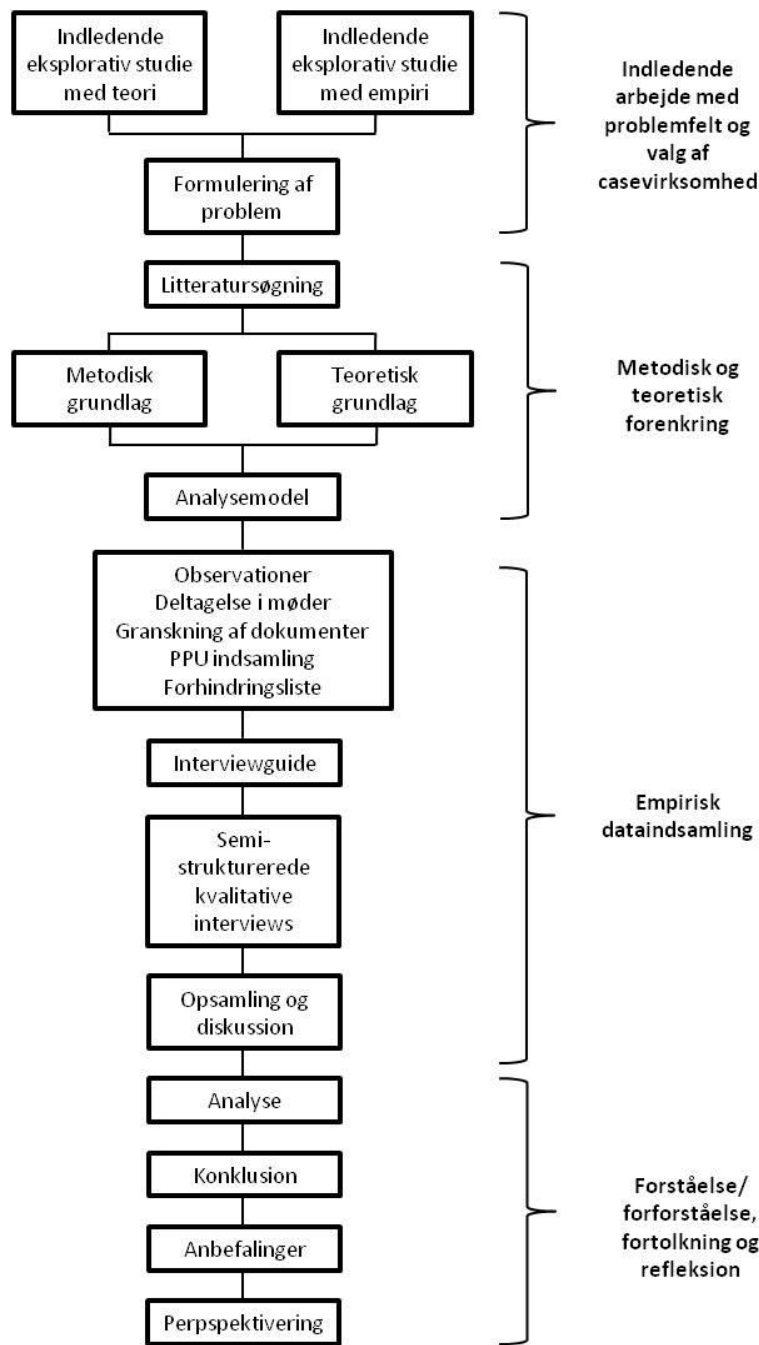 Indledende
eksplorativ studie
med teori
Indledende
eksplorativ studie
med empiri
Indledende
arbejde med
problemfelt og
valg af
casevirksomhed
Formulering af
problem
Litteratursøgning
Metodisk
grundlag
Teoretisk
grundlag
Metodisk og
teoretisk
forenkring
Analysemodel
Observationer
Deltagelse i møder
Granskning af dokumenter
PPU indsamling
Forhindringsliste
Interviewguide
Empirisk
dataindsamling
Semi-
strukturerede
kvalitative
interviews
Opsamling og
diskussion
Analyse
Konklusion
Anbefalinger
Perpspektivering
Forståelse/
forforståelse,
fortolkning og
refleksion